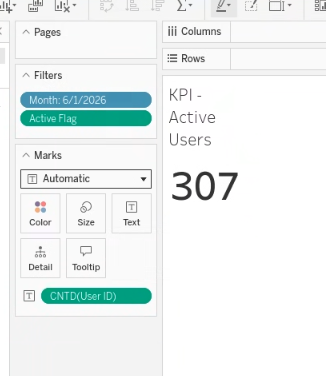 Pages
Columns
Rows
Filters
Month: 6/1/2026
Active Flag
KPI -
Active
Users
307
Marks
Automatic
Color
Size
Text
Detail
Tooltip
CNTD(User ID)